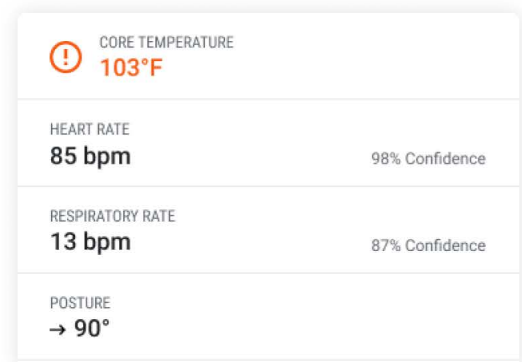 CORE TEMPERATURE
103°F
HEART RATE
85 bpm
98% Confidence
RESPIRATORY RATE
13 bpm
87% Confidence
POSTURE
→ 90°